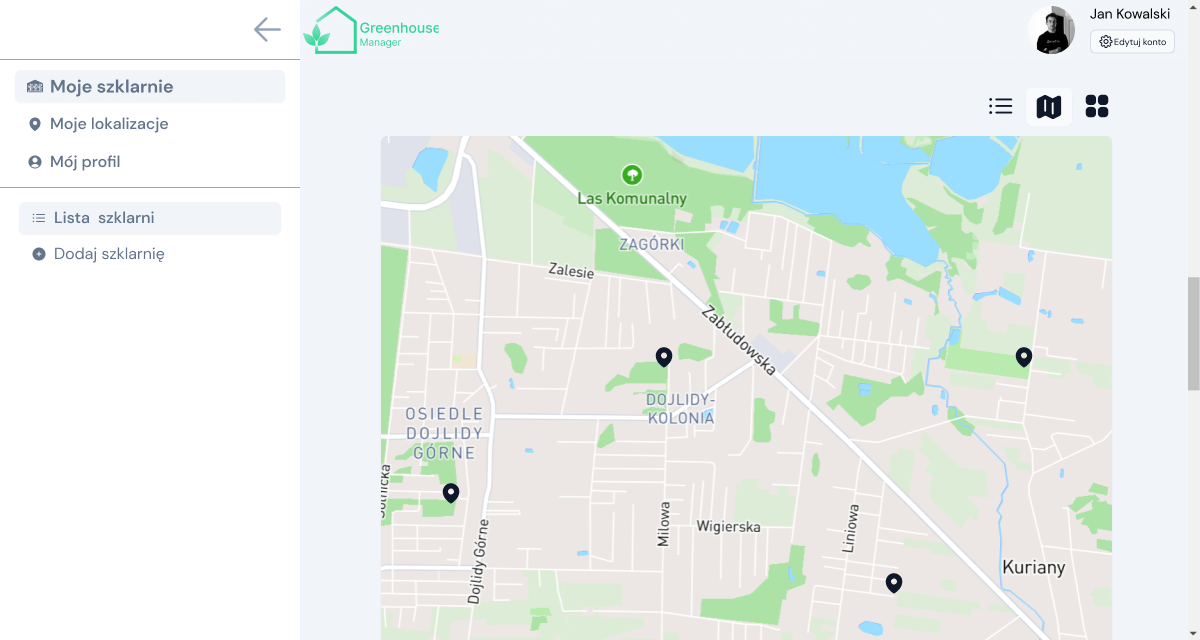 Greenhouse
Manager
Jan Kowalski
Edytuj konto
Moje szklarnie
Moje lokalizacje
Mój profil
Lista szklarni
Dodaj szklarnię
Las Komunalny
ZAGÓRKI
Zalesie
Zabłudowska
DOJLIDY-
KOLONIA
OSIEDLE
DOJLIDY
GÓRNE
Dojlidy Górne
Milowa
Wigierska
Liniowa
Kuriany